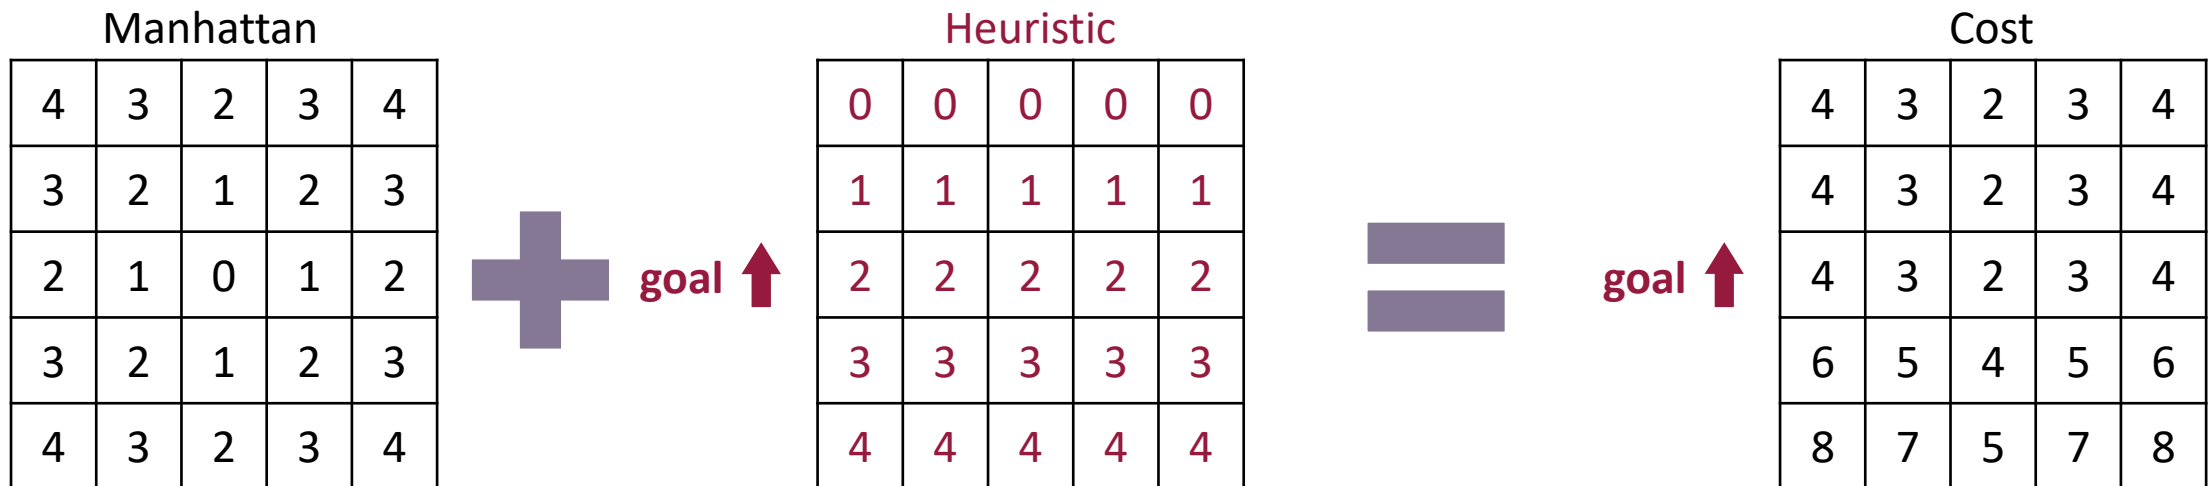 Manhattan Heuristic Cost
4 3 2 3 4 0 0 0 0 0 4 3 2 3 4
3 2 1 2 3 1 1 1 1 1 4 3 2 3 4
2 1 0 1 2 goal 2 2 2 2 2 goal 4 3 2 3 4
3 2 1 2 3 3 3 3 3 3 6 5 4 5 6
4 3 2 3 4 4 4 4 4 4 8 7 5 7 8